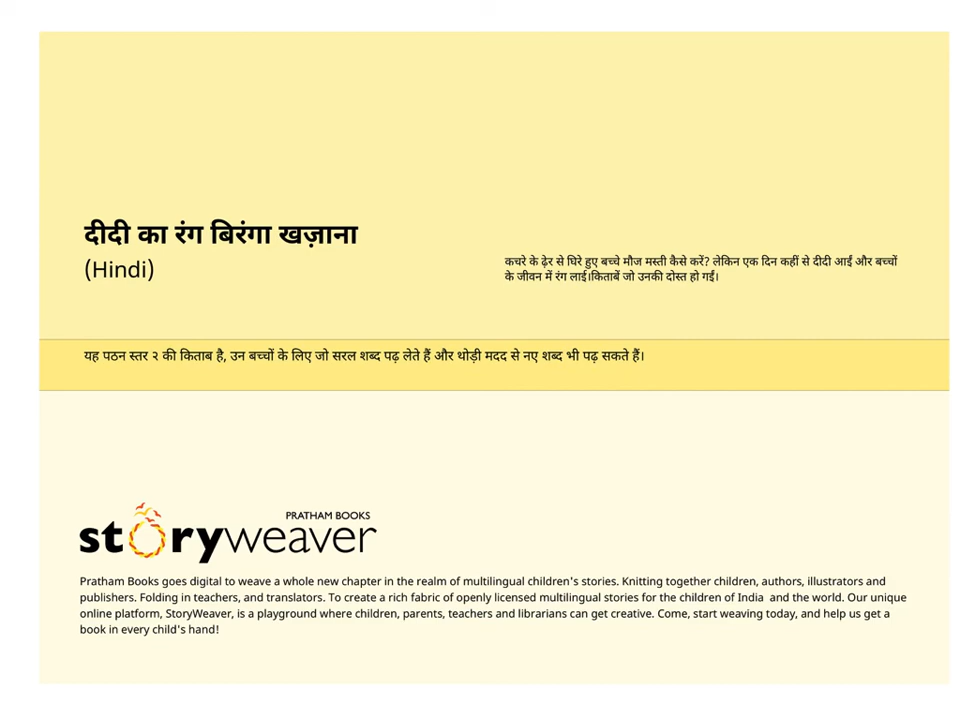 दीदी का रंग बिरंगा खज़ाना
(Hindi)
कचरे के ढ़ेर से घिरे हुए बच्चे मौज मस्ती कैसे करें? लेकिन एक दिन कहीं से दीदी आईं और बच्चों
के जीवन में रंग लाई।किताबें जो उनकी दोस्त हो गईं।
यह पठन स्तर २ की किताब है, उन बच्चों के लिए जो सरल शब्द पढ़ लेते हैं और थोड़ी मदद से नए शब्द भी पढ़ सकते हैं।
PRATHAM BOOKS
storyweaver
Pratham Books goes digital to weave a whole new chapter in the realm of multilingual children's stories. Knitting together children, authors, illustrators and
publishers. Folding in teachers, and translators. To create a rich fabric of openly licensed multilingual stories for the children of India  and the world. Our unique
online platform, StoryWeaver, is a playground where children, parents, teachers and librarians can get creative. Come, start weaving today, and help us get a
book in every child's hand!